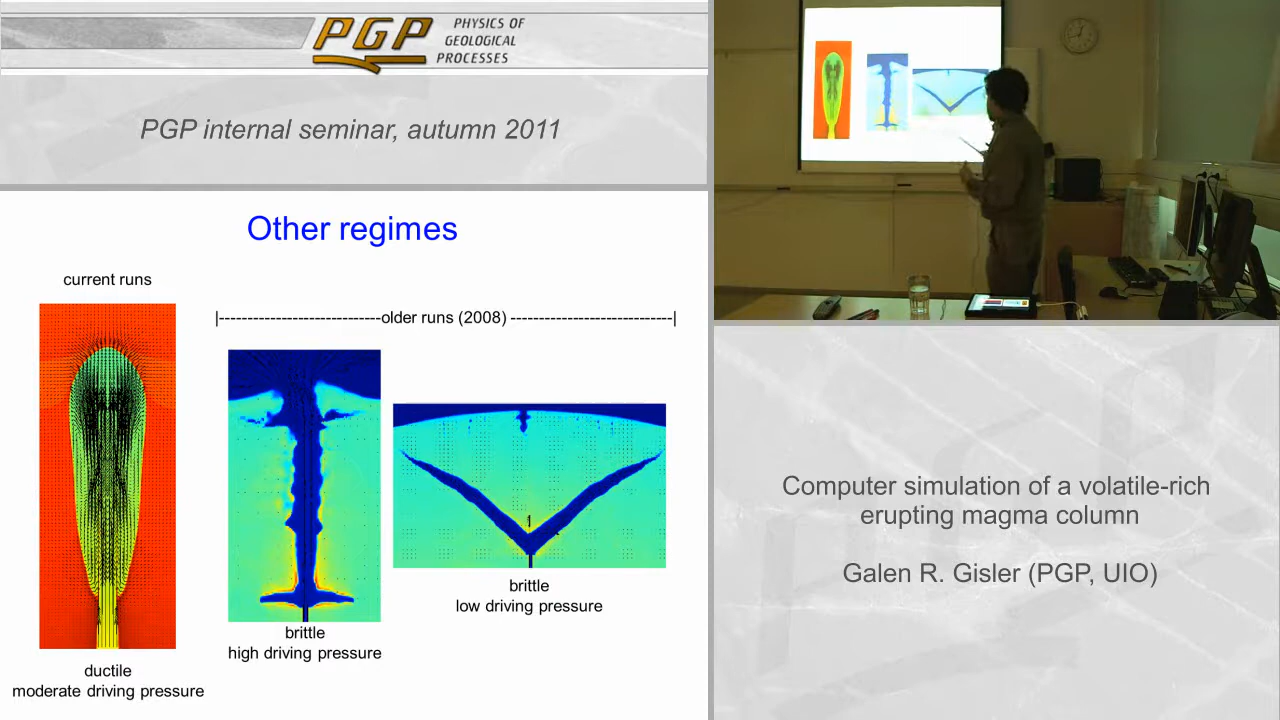 PGP
PHYSICS OF
GEOLOGICAL
PROCESSES
PGP internal seminar, autumn 2011
Other regimes
current runs
|----------------------------older runs (2008) ----------------------------|
brittle
low driving pressure
brittle
high driving pressure
ductile
moderate driving pressure
Computer simulation of a volatile-rich
erupting magma column
Galen R. Gisler (PGP, UIO)